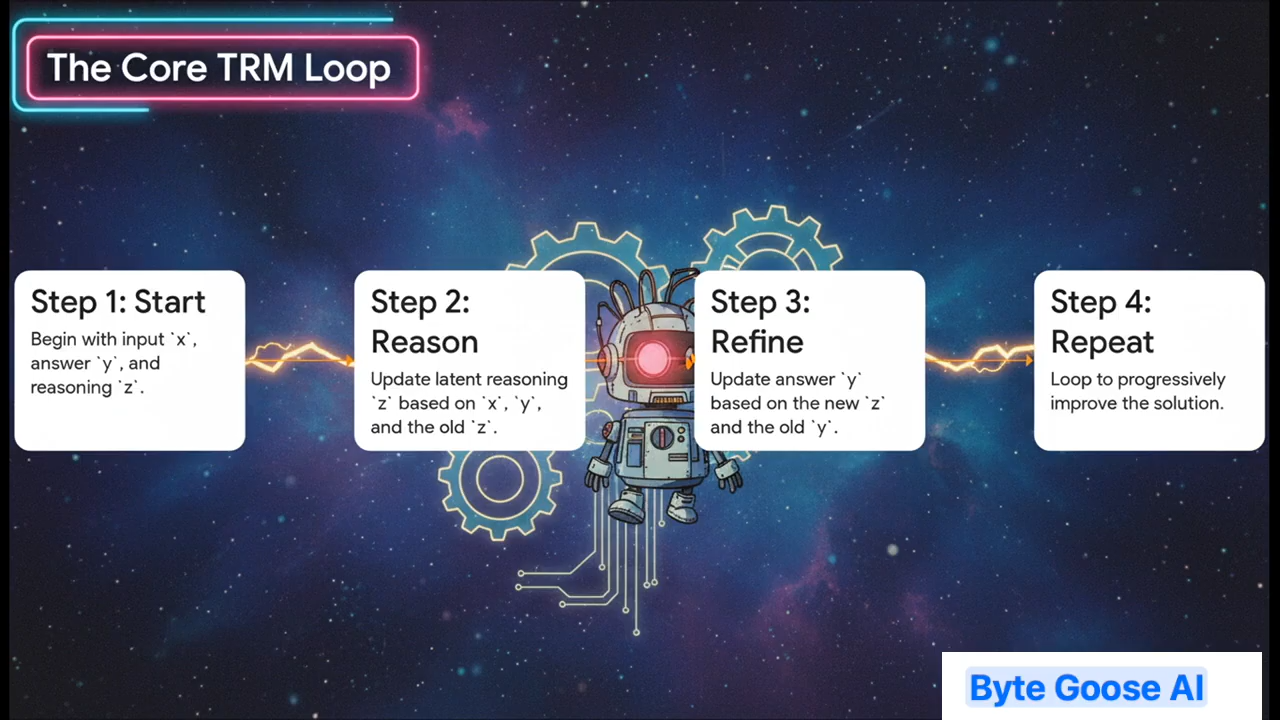 The Core TRM Loop
Step 1: Start
Begin with input `x`,
answer `y`, and
reasoning `z`.
Step 2:
Reason
Update latent reasoning
`z` based on `x`, `y`,
and the old `z`.
Step 3:
Refine
Update answer `y`
based on the new `z`
and the old `y`.
Step 4:
Repeat
Loop to progressively
improve the solution.
Byte Goose AI